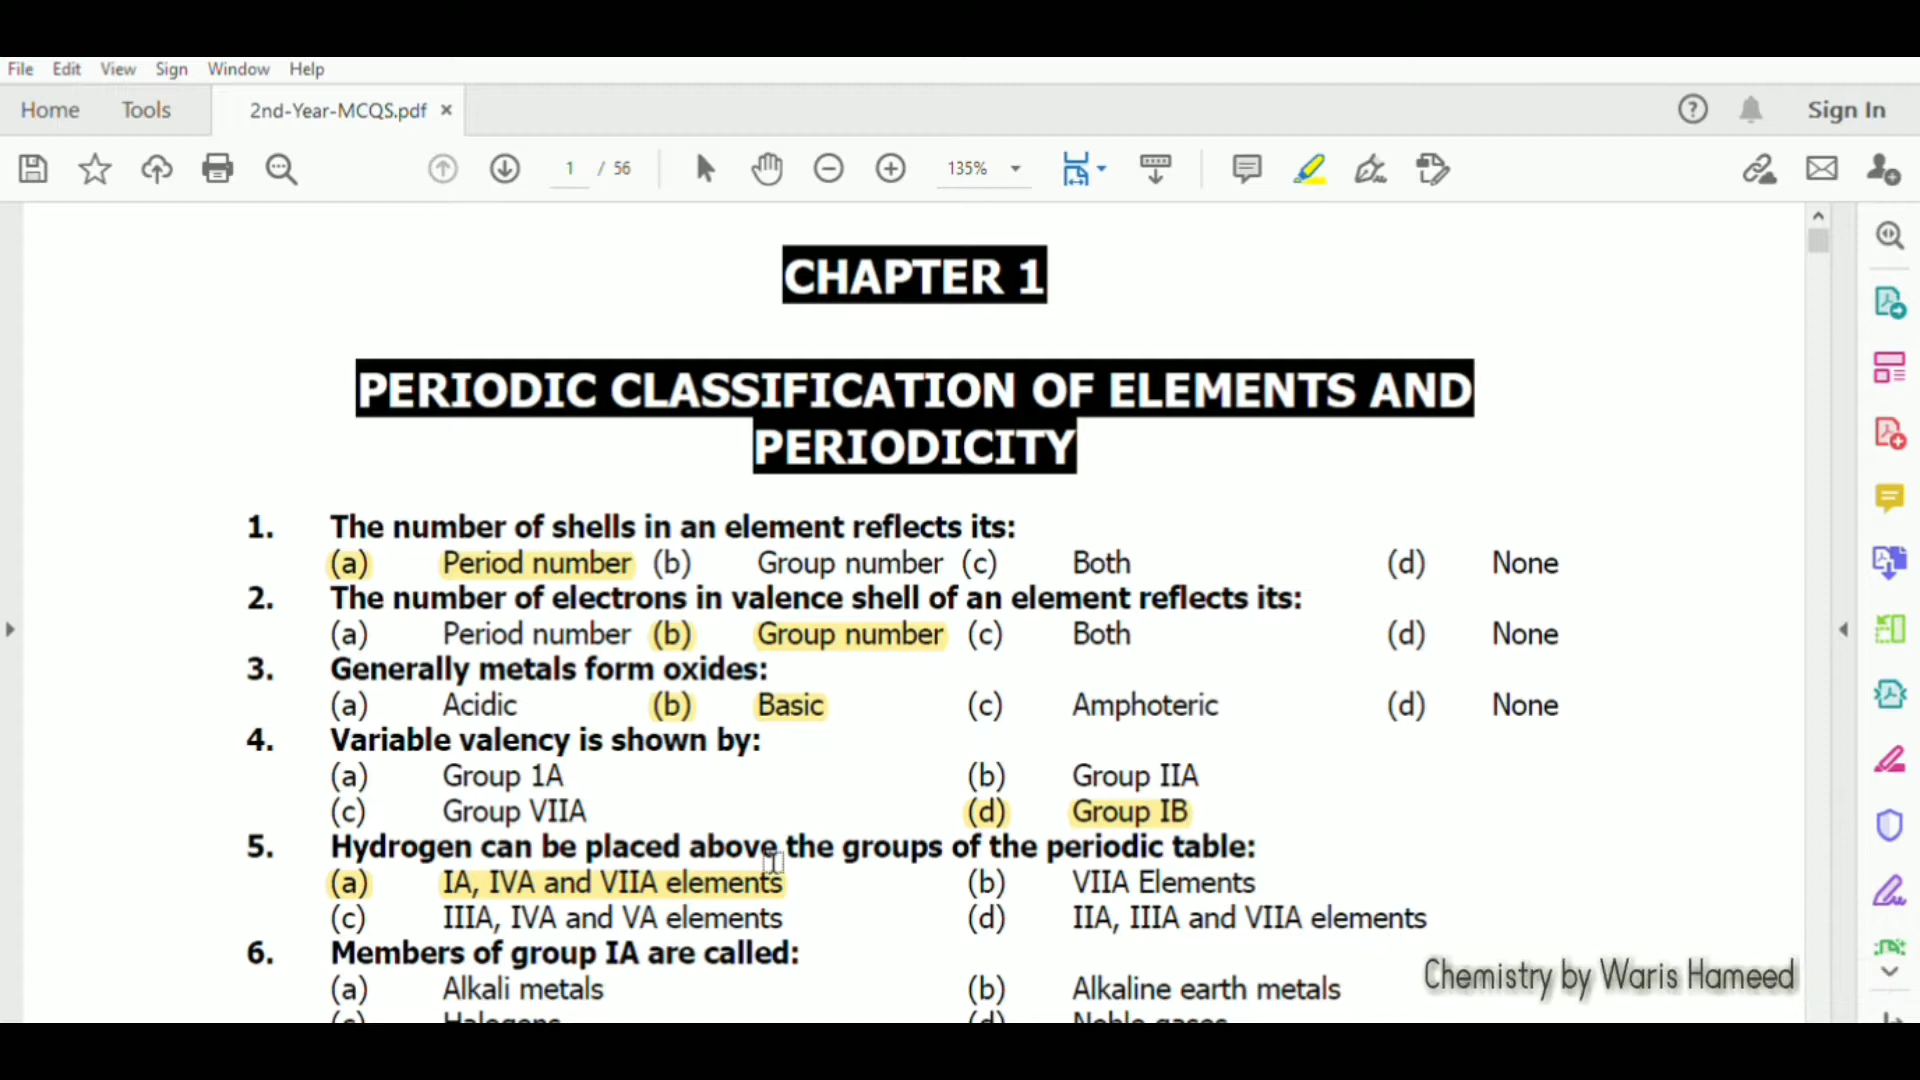 File Edit View Sign Window Help
Home Tools 2nd-Year-MCQS.pdf × Sign In
1 / 56 135%
CHAPTER 1
PERIODIC CLASSIFICATION OF ELEMENTS AND
PERIODICITY
1. The number of shells in an element reflects its:
(a) Period number (b) Group number (c) Both (d) None
2. The number of electrons in valence shell of an element reflects its:
(a) Period number (b) Group number (c) Both (d) None
3. Generally metals form oxides:
(a) Acidic (b) Basic (c) Amphoteric (d) None
4. Variable valency is shown by:
(a) Group 1A (b) Group IIA
(c) Group VIIA (d) Group IB
5. Hydrogen can be placed above the groups of the periodic table:
(a) IA, IVA and VIIA elements (b) VIIA Elements
(c) IIIA, IVA and VA elements (d) IIA, IIIA and VIIA elements
6. Members of group IA are called:
(a) Alkali metals (b) Alkaline earth metals
(c) Halogens (d) Noble gases
Chemistry by Waris Hameed